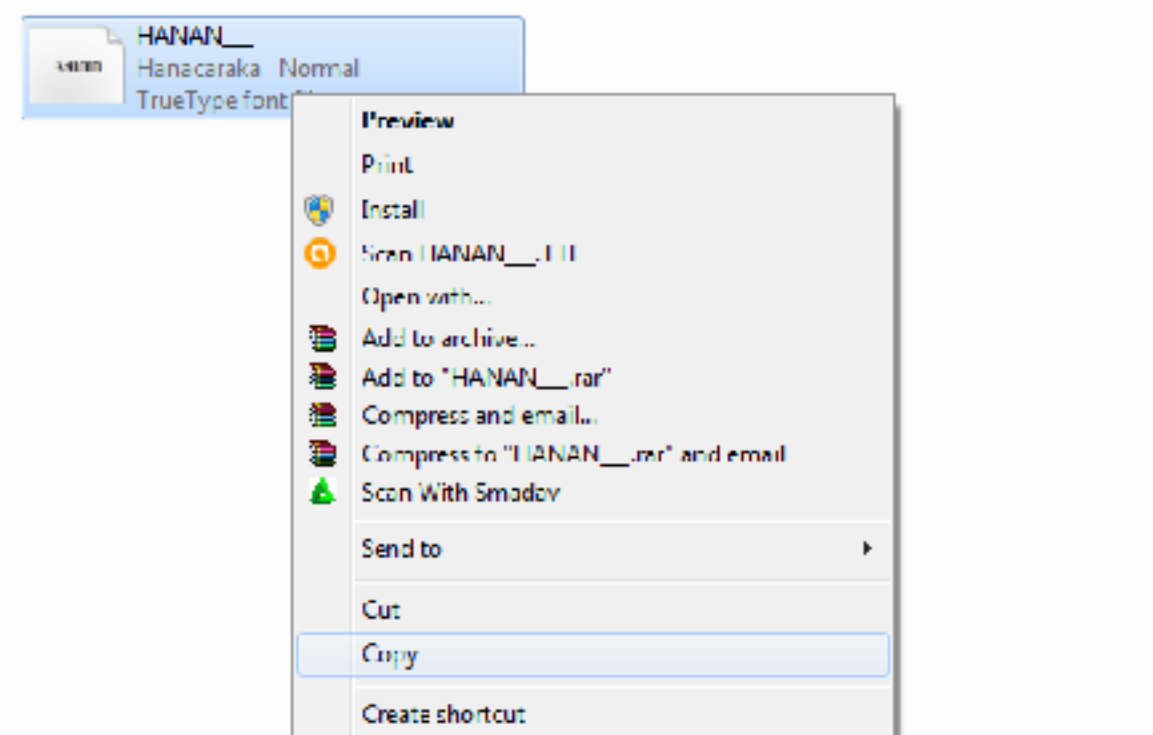 HANAN__
Hanacaraka Normal
TrueType font
Preview
Print
Install
Scan HANAN__.TTF
Open with...
Add to archive...
Add to "HANAN__.rar"
Compress and email...
Compress to "HANAN__.rar" and email
Scan With Smadav
Send to
Cut
Copy
Create shortcut